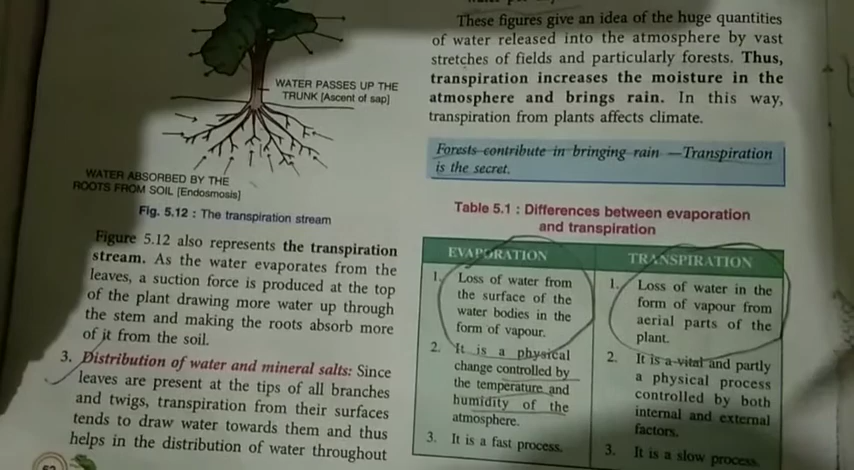 WATER PASSES UP THE
TRUNK [Ascent of sap]
WATER ABSORBED BY THE
ROOTS FROM SOIL [Endosmosis]
Fig. 5.12 : The transpiration stream
Figure 5.12 also represents the transpiration
stream. As the water evaporates from the
leaves, a suction force is produced at the top
of the plant drawing more water up through
the stem and making the roots absorb more
of it from the soil.
3. Distribution of water and mineral salts: Since
leaves are present at the tips of all branches
and twigs, transpiration from their surfaces
tends to draw water towards them and thus
helps in the distribution of water throughout
These figures give an idea of the huge quantities
of water released into the atmosphere by vast
stretches of fields and particularly forests. Thus,
transpiration increases the moisture in the
atmosphere and brings rain. In this way,
transpiration from plants affects climate.
Forests contribute in bringing rain —Transpiration
is the secret.
Table 5.1 : Differences between evaporation
and transpiration
EVAPORATION
1. Loss of water from
the surface of the
water bodies in the
form of vapour.
2. It is a physical
change controlled by
the temperature and
humidity of the
atmosphere.
3. It is a fast process.
TRANSPIRATION
1. Loss of water in the
form of vapour from
aerial parts of the
plant.
2. It is a vital and partly
a physical process
controlled by both
internal and external
factors.
3. It is a slow process.